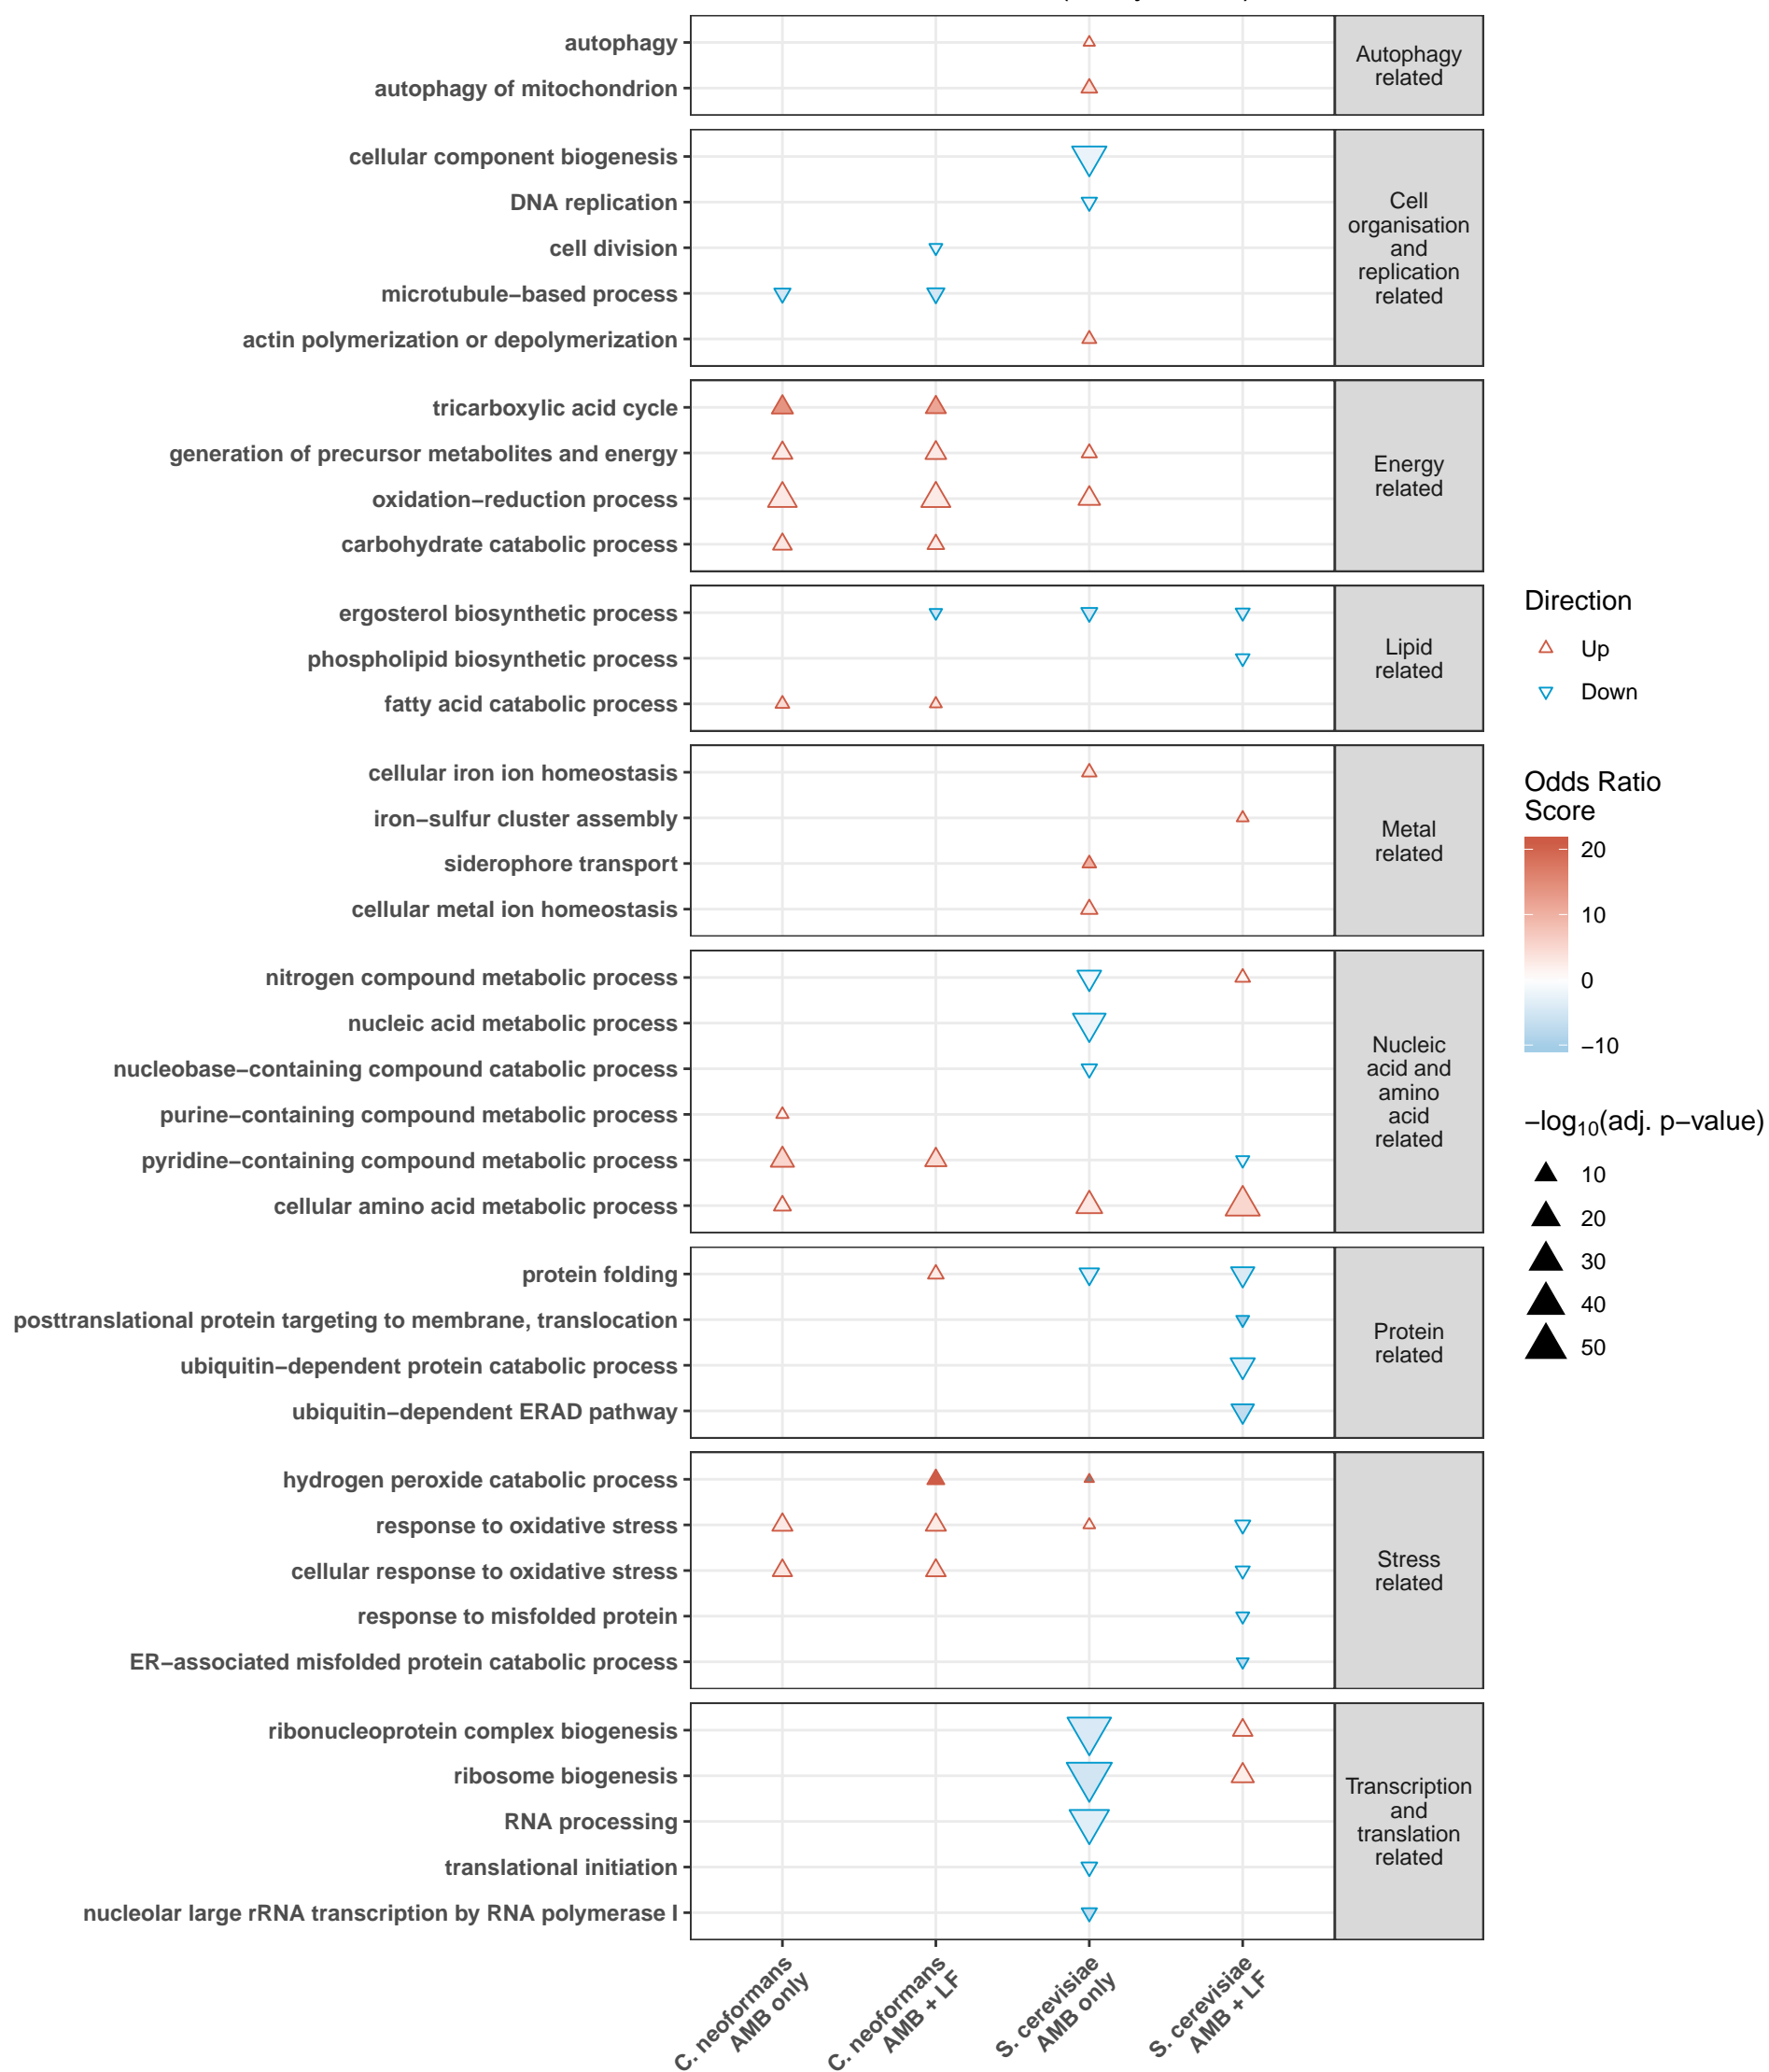 autophagy
autophagy of mitochondrion
Autophagy
related
cellular component biogenesis
DNA replication
cell division
microtubule−based process
actin polymerization or depolymerization
Cell
organisation
and
replication
related
tricarboxylic acid cycle
generation of precursor metabolites and energy
oxidation−reduction process
carbohydrate catabolic process
Energy
related
ergosterol biosynthetic process
phospholipid biosynthetic process
fatty acid catabolic process
Lipid
related
cellular iron ion homeostasis
iron−sulfur cluster assembly
siderophore transport
cellular metal ion homeostasis
Metal
related
nitrogen compound metabolic process
nucleic acid metabolic process
nucleobase−containing compound catabolic process
purine−containing compound metabolic process
pyridine−containing compound metabolic process
cellular amino acid metabolic process
Nucleic
acid and
amino
acid
related
protein folding
posttranslational protein targeting to membrane, translocation
ubiquitin−dependent protein catabolic process
ubiquitin−dependent ERAD pathway
Protein
related
hydrogen peroxide catabolic process
response to oxidative stress
cellular response to oxidative stress
response to misfolded protein
ER−associated misfolded protein catabolic process
Stress
related
ribonucleoprotein complex biogenesis
ribosome biogenesis
RNA processing
translational initiation
nucleolar large rRNA transcription by RNA polymerase I
Transcription
and
translation
related
C. neoformans
AMB only
C. neoformans
AMB + LF
S. cerevisiae
AMB only
S. cerevisiae
AMB + LF
Direction
Up
Down
Odds Ratio
Score
20
10
0
−10
−log10(adj. p−value)
10
20
30
40
50